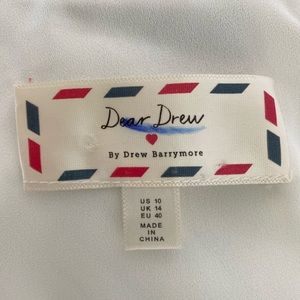 Dear Drew
By Drew Barrymore
US 10
UK 14
EU 40
MADE
IN
CHINA